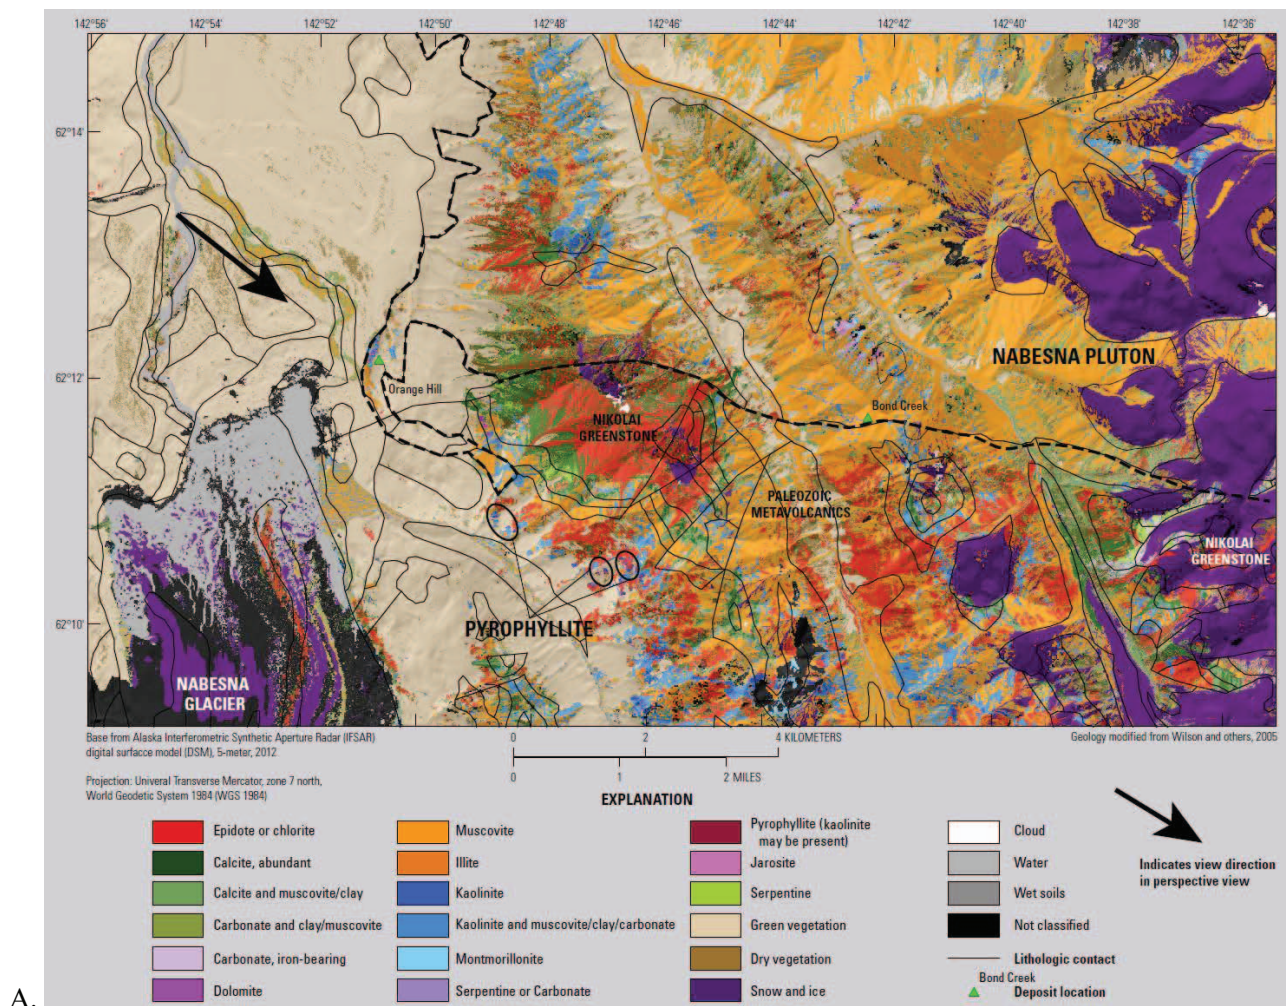 142°56' 142°54' 142°52' 142°50' 142°48' 142°46' 142°44' 142°42' 142°40' 142°38' 142°36'
62°14'
62°12'
62°10'
NABESNA PLUTON
Orange Hill
Bond Creek
NIKOLAI
GREENSTONE
PALEOZOIC
METAVOLCANICS
NIKOLAI
GREENSTONE
PYROPHYLLITE
NABESNA
GLACIER
Base from Alaska Interferometric Synthetic Aperture Radar (IFSAR)
digital surfacce model (DSM), 5-meter, 2012
Projection: Univeral Transverse Mercator, zone 7 north,
World Geodetic System 1984 (WGS 1984)
0 2 4 KILOMETERS
0 1 2 MILES
Geology modified from Wilson and others, 2005
EXPLANATION
Epidote or chlorite
Calcite, abundant
Calcite and muscovite/clay
Carbonate and clay/muscovite
Carbonate, iron-bearing
Dolomite
Muscovite
Illite
Kaolinite
Kaolinite and muscovite/clay/carbonate
Montmorillonite
Serpentine or Carbonate
Pyrophyllite (kaolinite
may be present)
Jarosite
Serpentine
Green vegetation
Dry vegetation
Snow and ice
Cloud
Water
Wet soils
Not classified
Lithologic contact
Bond Creek
Deposit location
Indicates view direction
in perspective view
A.